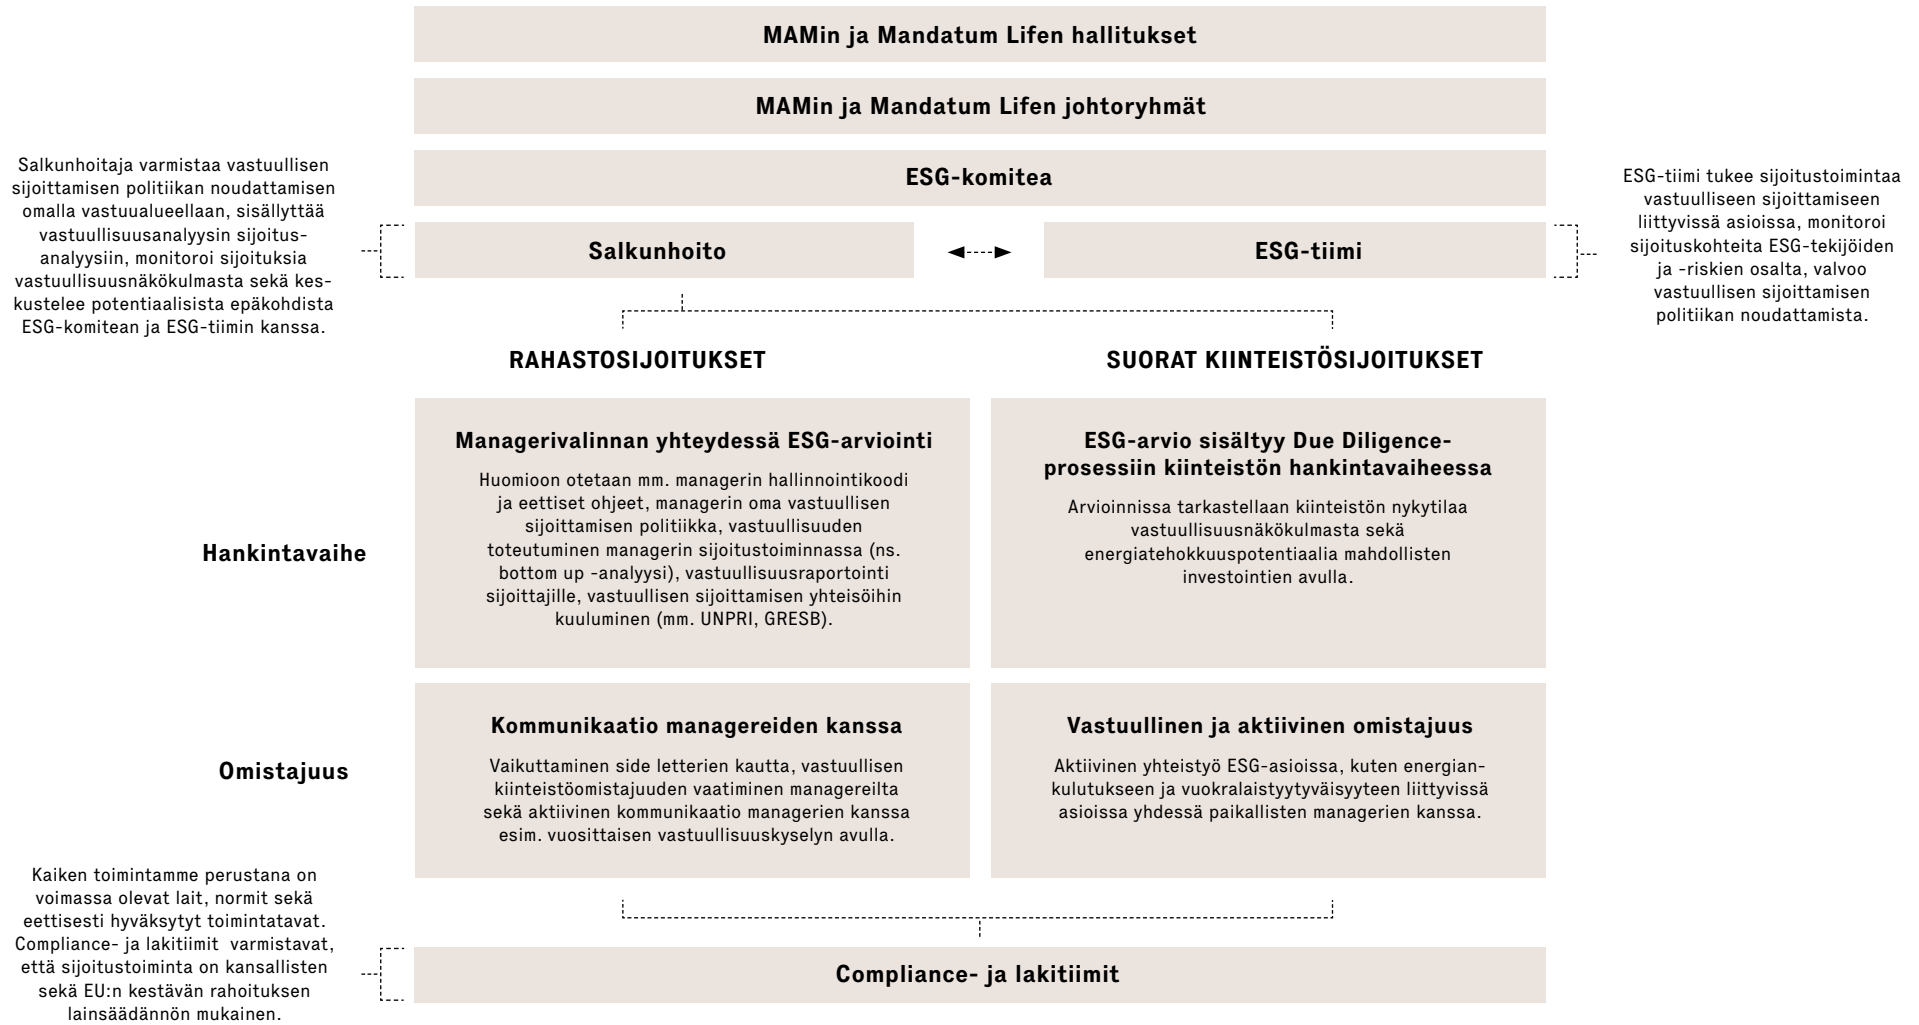 MAMin ja Mandatum Lifen hallitukset
MAMin ja Mandatum Lifen johtoryhmät
ESG-komitea
Salkunhoitaja varmistaa vastuullisen
sijoittamisen politiikan noudattamisen
omalla vastuualueellaan, sisällyttää
vastuullisuusanalyysin sijoitus-
analyysiin, monitoroi sijoituksia
vastuullisuusnäkökulmasta sekä kes-
kustelee potentiaalisista epäkohdista
ESG-komitean ja ESG-tiimin kanssa.
Salkunhoito
ESG-tiimi
ESG-tiimi tukee sijoitustoimintaa
vastuulliseen sijoittamiseen
liittyvissä asioissa, monitoroi
sijoituskohteita ESG-tekijöiden
ja -riskien osalta, valvoo
vastuullisen sijoittamisen
politiikan noudattamista.
RAHASTOSIJOITUKSET
SUORAT KIINTEISTÖSIJOITUKSET
Hankintavaihe
Managerivalinnan yhteydessä ESG-arviointi
Huomioon otetaan mm. managerin hallinnointikoodi
ja eettiset ohjeet, managerin oma vastuullisen
sijoittamisen politiikka, vastuullisuuden
toteutuminen managerin sijoitustoiminnassa (ns.
bottom up -analyysi), vastuullisuusraportointi
sijoittajille, vastuullisen sijoittamisen yhteisöihin
kuuluminen (mm. UNPRI, GRESB).
ESG-arvio sisältyy Due Diligence-
prosessiin kiinteistön hankintavaiheessa
Arvioinnissa tarkastellaan kiinteistön nykytilaa
vastuullisuusnäkökulmasta sekä
energiatehokkuuspotentiaalia mahdollisten
investointien avulla.
Omistajuus
Kommunikaatio managereiden kanssa
Vaikuttaminen side letterien kautta, vastuullisen
kiinteistöomistajuuden vaatiminen managereilta
sekä aktiivinen kommunikaatio managerien kanssa
esim. vuosittaisen vastuullisuuskyselyn avulla.
Vastuullinen ja aktiivinen omistajuus
Aktiivinen yhteistyö ESG-asioissa, kuten energian-
kulutukseen ja vuokralaistyytyväisyyteen liittyvissä
asioissa yhdessä paikallisten managerien kanssa.
Kaiken toimintamme perustana on
voimassa olevat lait, normit sekä
eettisesti hyväksytyt toimintatavat.
Compliance- ja lakitiimit varmistavat,
että sijoitustoiminta on kansallisten
sekä EU:n kestävän rahoituksen
lainsäädännön mukainen.
Compliance- ja lakitiimit